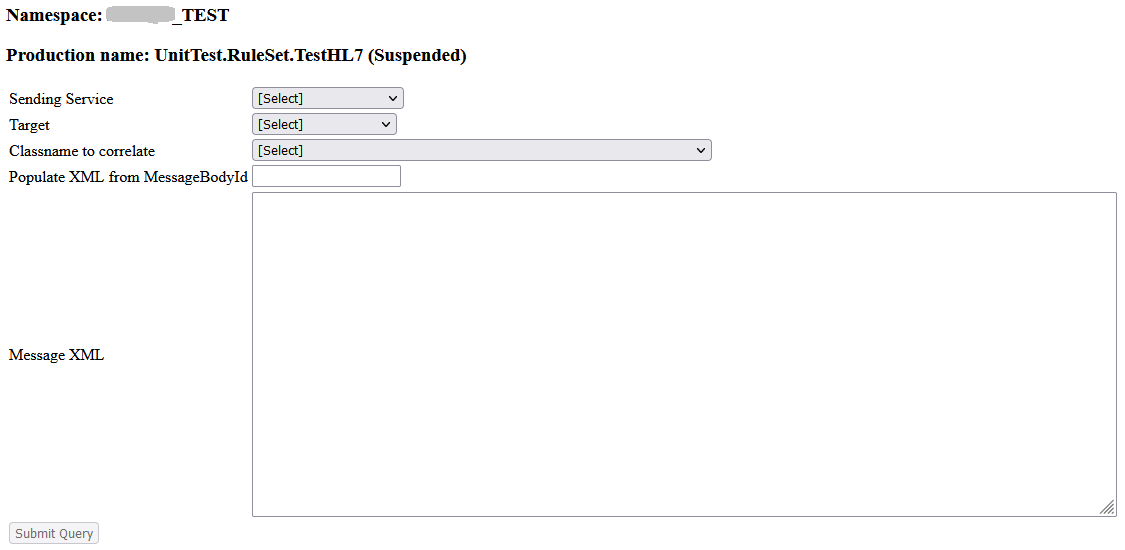 Namespace: _TEST
Production name: UnitTest.RuleSet.TestHL7 (Suspended)
Sending Service [Select]
Target [Select]
Classname to correlate [Select]
Populate XML from MessageBodyId
Message XML
Submit Query